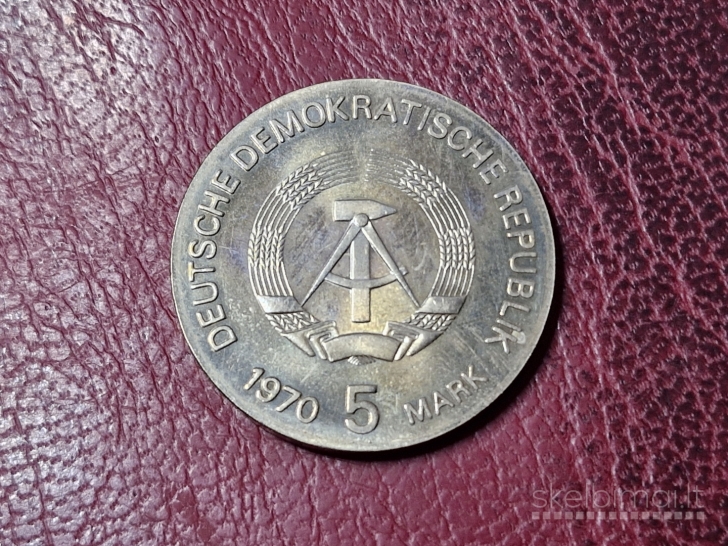 DEUTSCHE DEMOKRATISCHE REPUBLIK
1970 5 MARK
skelbimai.lt